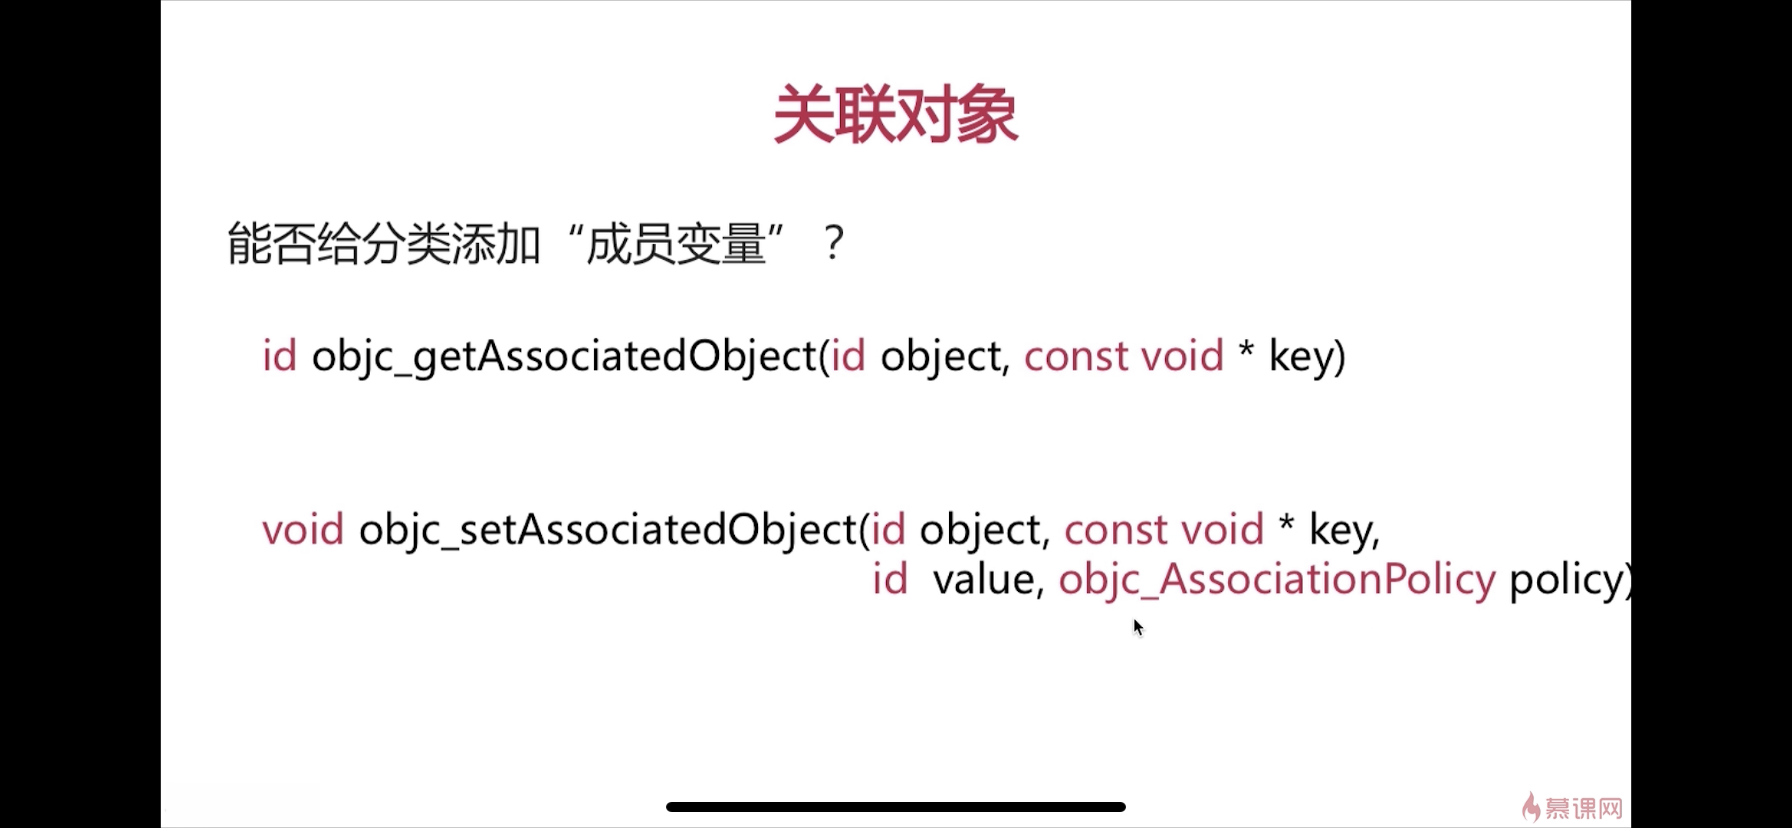 关联对象
能否给分类添加“成员变量” ？
id objc_getAssociatedObject(id object, const void * key)
void objc_setAssociatedObject(id object, const void * key,
id value, objc_AssociationPolicy policy)
慕课网